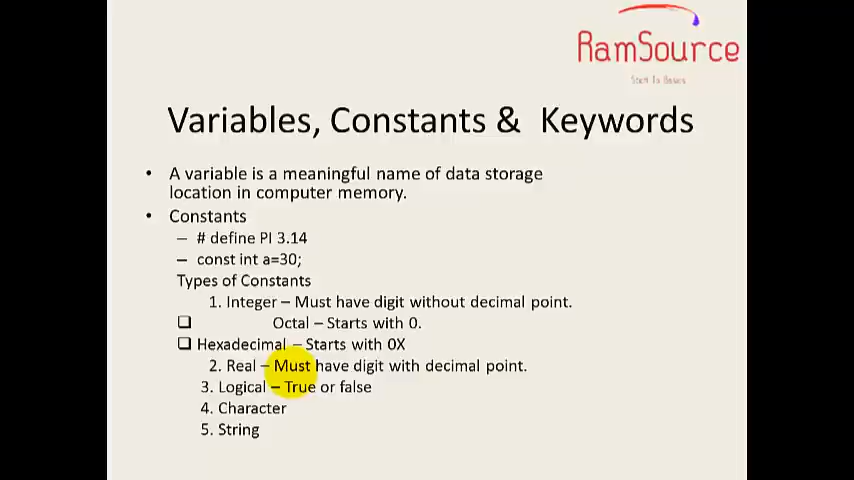 RamSource
Start To Basics
Variables, Constants & Keywords
• A variable is a meaningful name of data storage
location in computer memory.
• Constants
– # define PI 3.14
– const int a=30;
Types of Constants
1. Integer – Must have digit without decimal point.
❑ Octal – Starts with 0.
❑ Hexadecimal – Starts with 0X
2. Real – Must have digit with decimal point.
3. Logical – True or false
4. Character
5. String